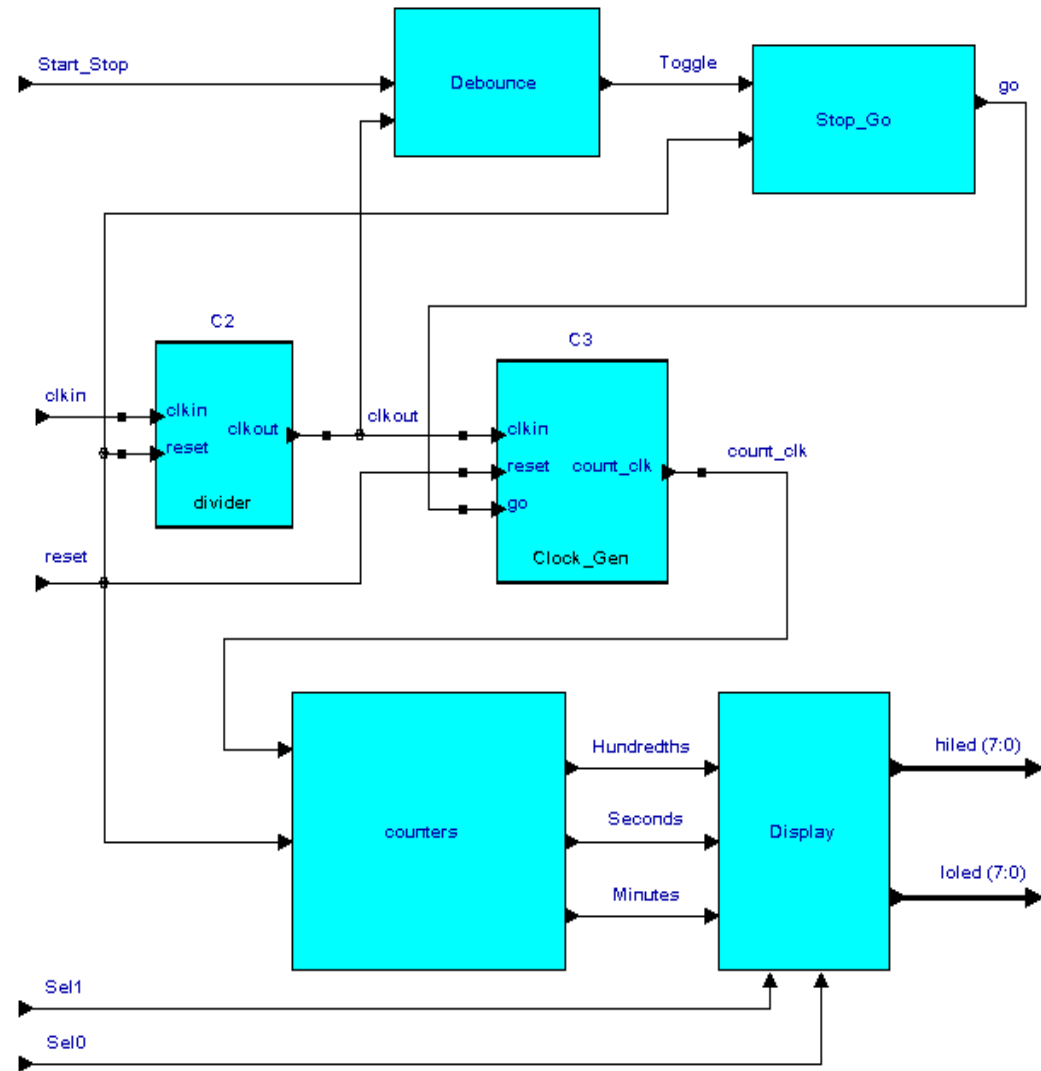 Start_Stop
Debounce
Toggle
Stop_Go
go
C2
clkin
clkin
reset
clkout
divider
clkout
C3
clkin
reset
go
count_clk
Clock_Gen
count_clk
reset
counters
Hundredths
Seconds
Minutes
Display
hiled (7:0)
loled (7:0)
Sel1
Sel0